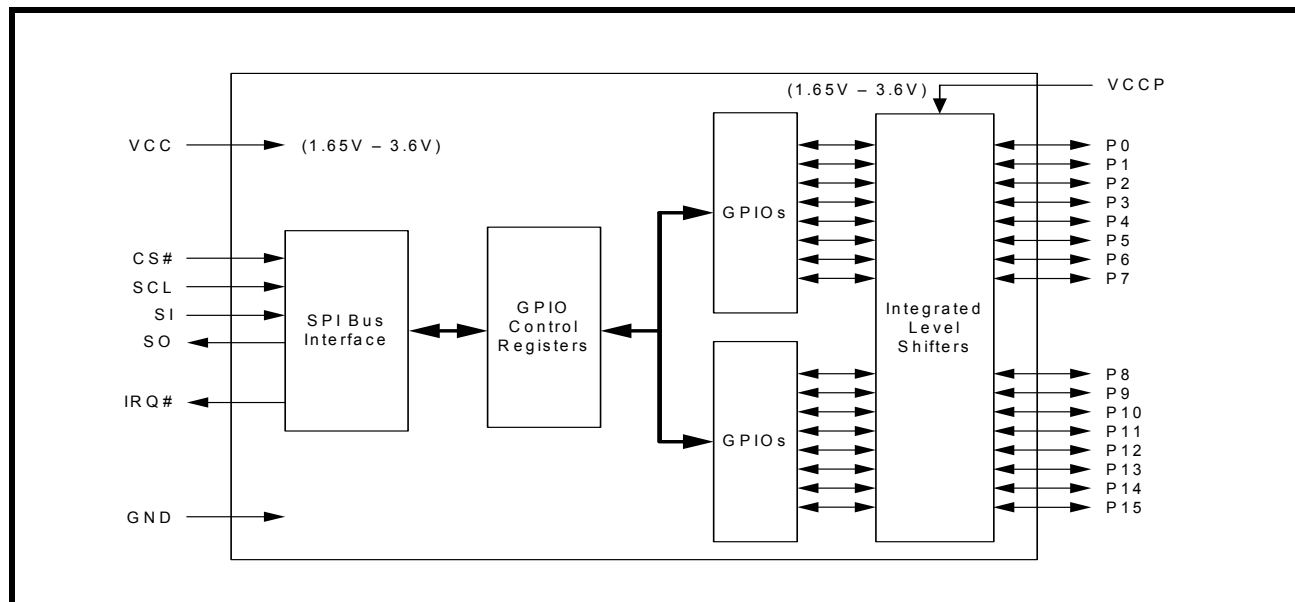 (1.65V – 3.6V)
VCCP
VCC
(1.65V – 3.6V)
P0
P1
P2
P3
P4
P5
P6
P7
GPIOs
CS#
SCL
SI
SO
IRQ#
SPI Bus
Interface
GPIO
Control
Registers
Integrated
Level
Shifters
GPIOs
P8
P9
P10
P11
P12
P13
P14
P15
GND